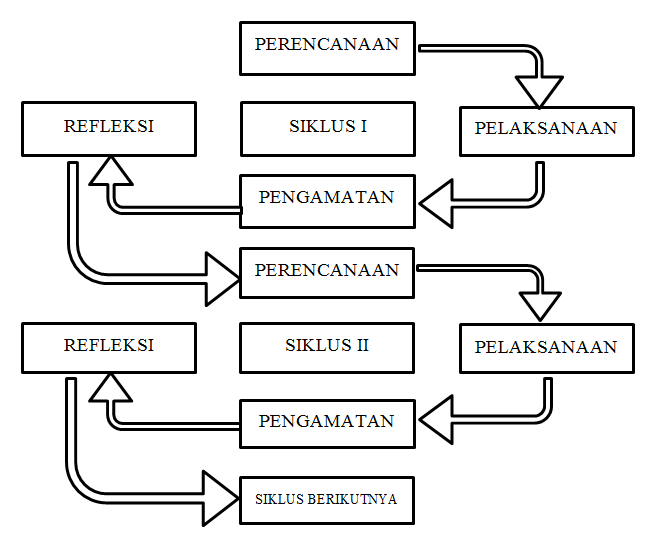 PERENCANAAN
REFLEKSI
SIKLUS I
PELAKSANAAN
PENGAMATAN
PERENCANAAN
REFLEKSI
SIKLUS II
PELAKSANAAN
PENGAMATAN
SIKLUS BERIKUTNYA